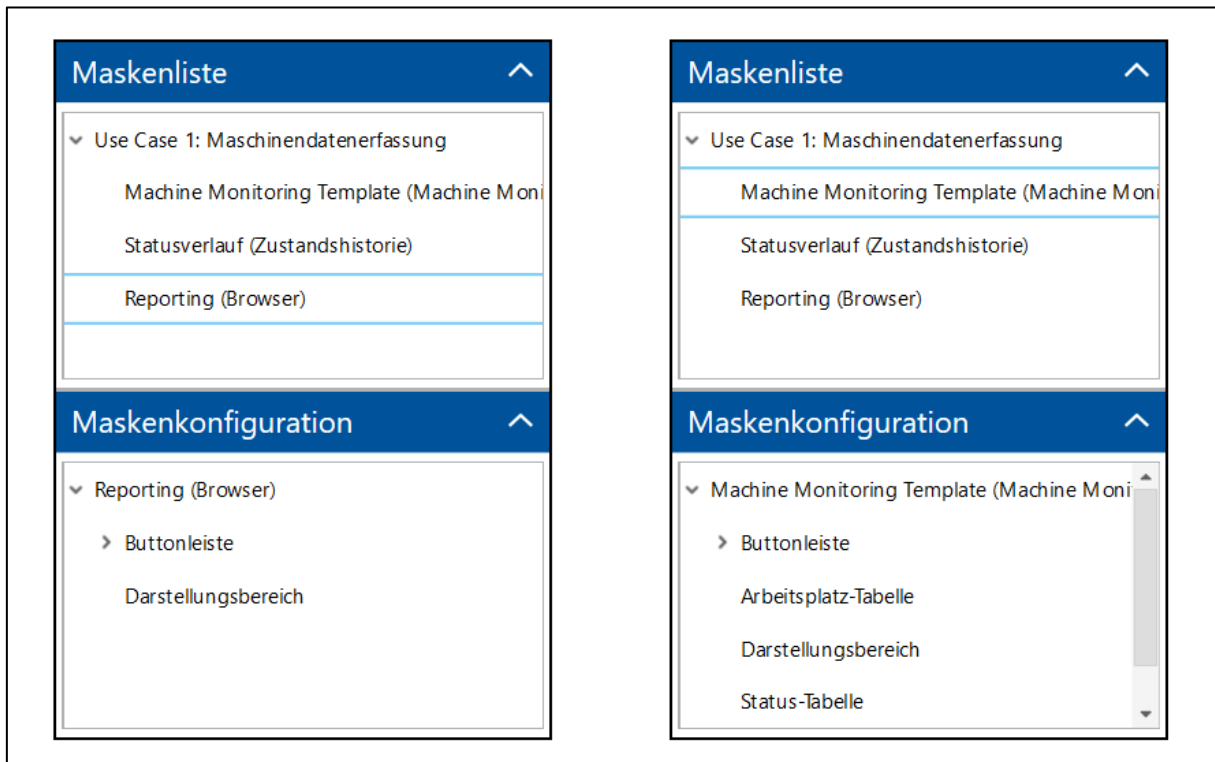 Maskenliste
Use Case 1: Maschinendatenerfassung
Machine Monitoring Template (Machine Moni
Statusverlauf (Zustandshistorie)
Reporting (Browser)
Maskenkonfiguration
Reporting (Browser)
Buttonleiste
Darstellungsbereich
Maskenliste
Use Case 1: Maschinendatenerfassung
Machine Monitoring Template (Machine Moni
Statusverlauf (Zustandshistorie)
Reporting (Browser)
Maskenkonfiguration
Machine Monitoring Template (Machine Moni
Buttonleiste
Arbeitsplatz-Tabelle
Darstellungsbereich
Status-Tabelle